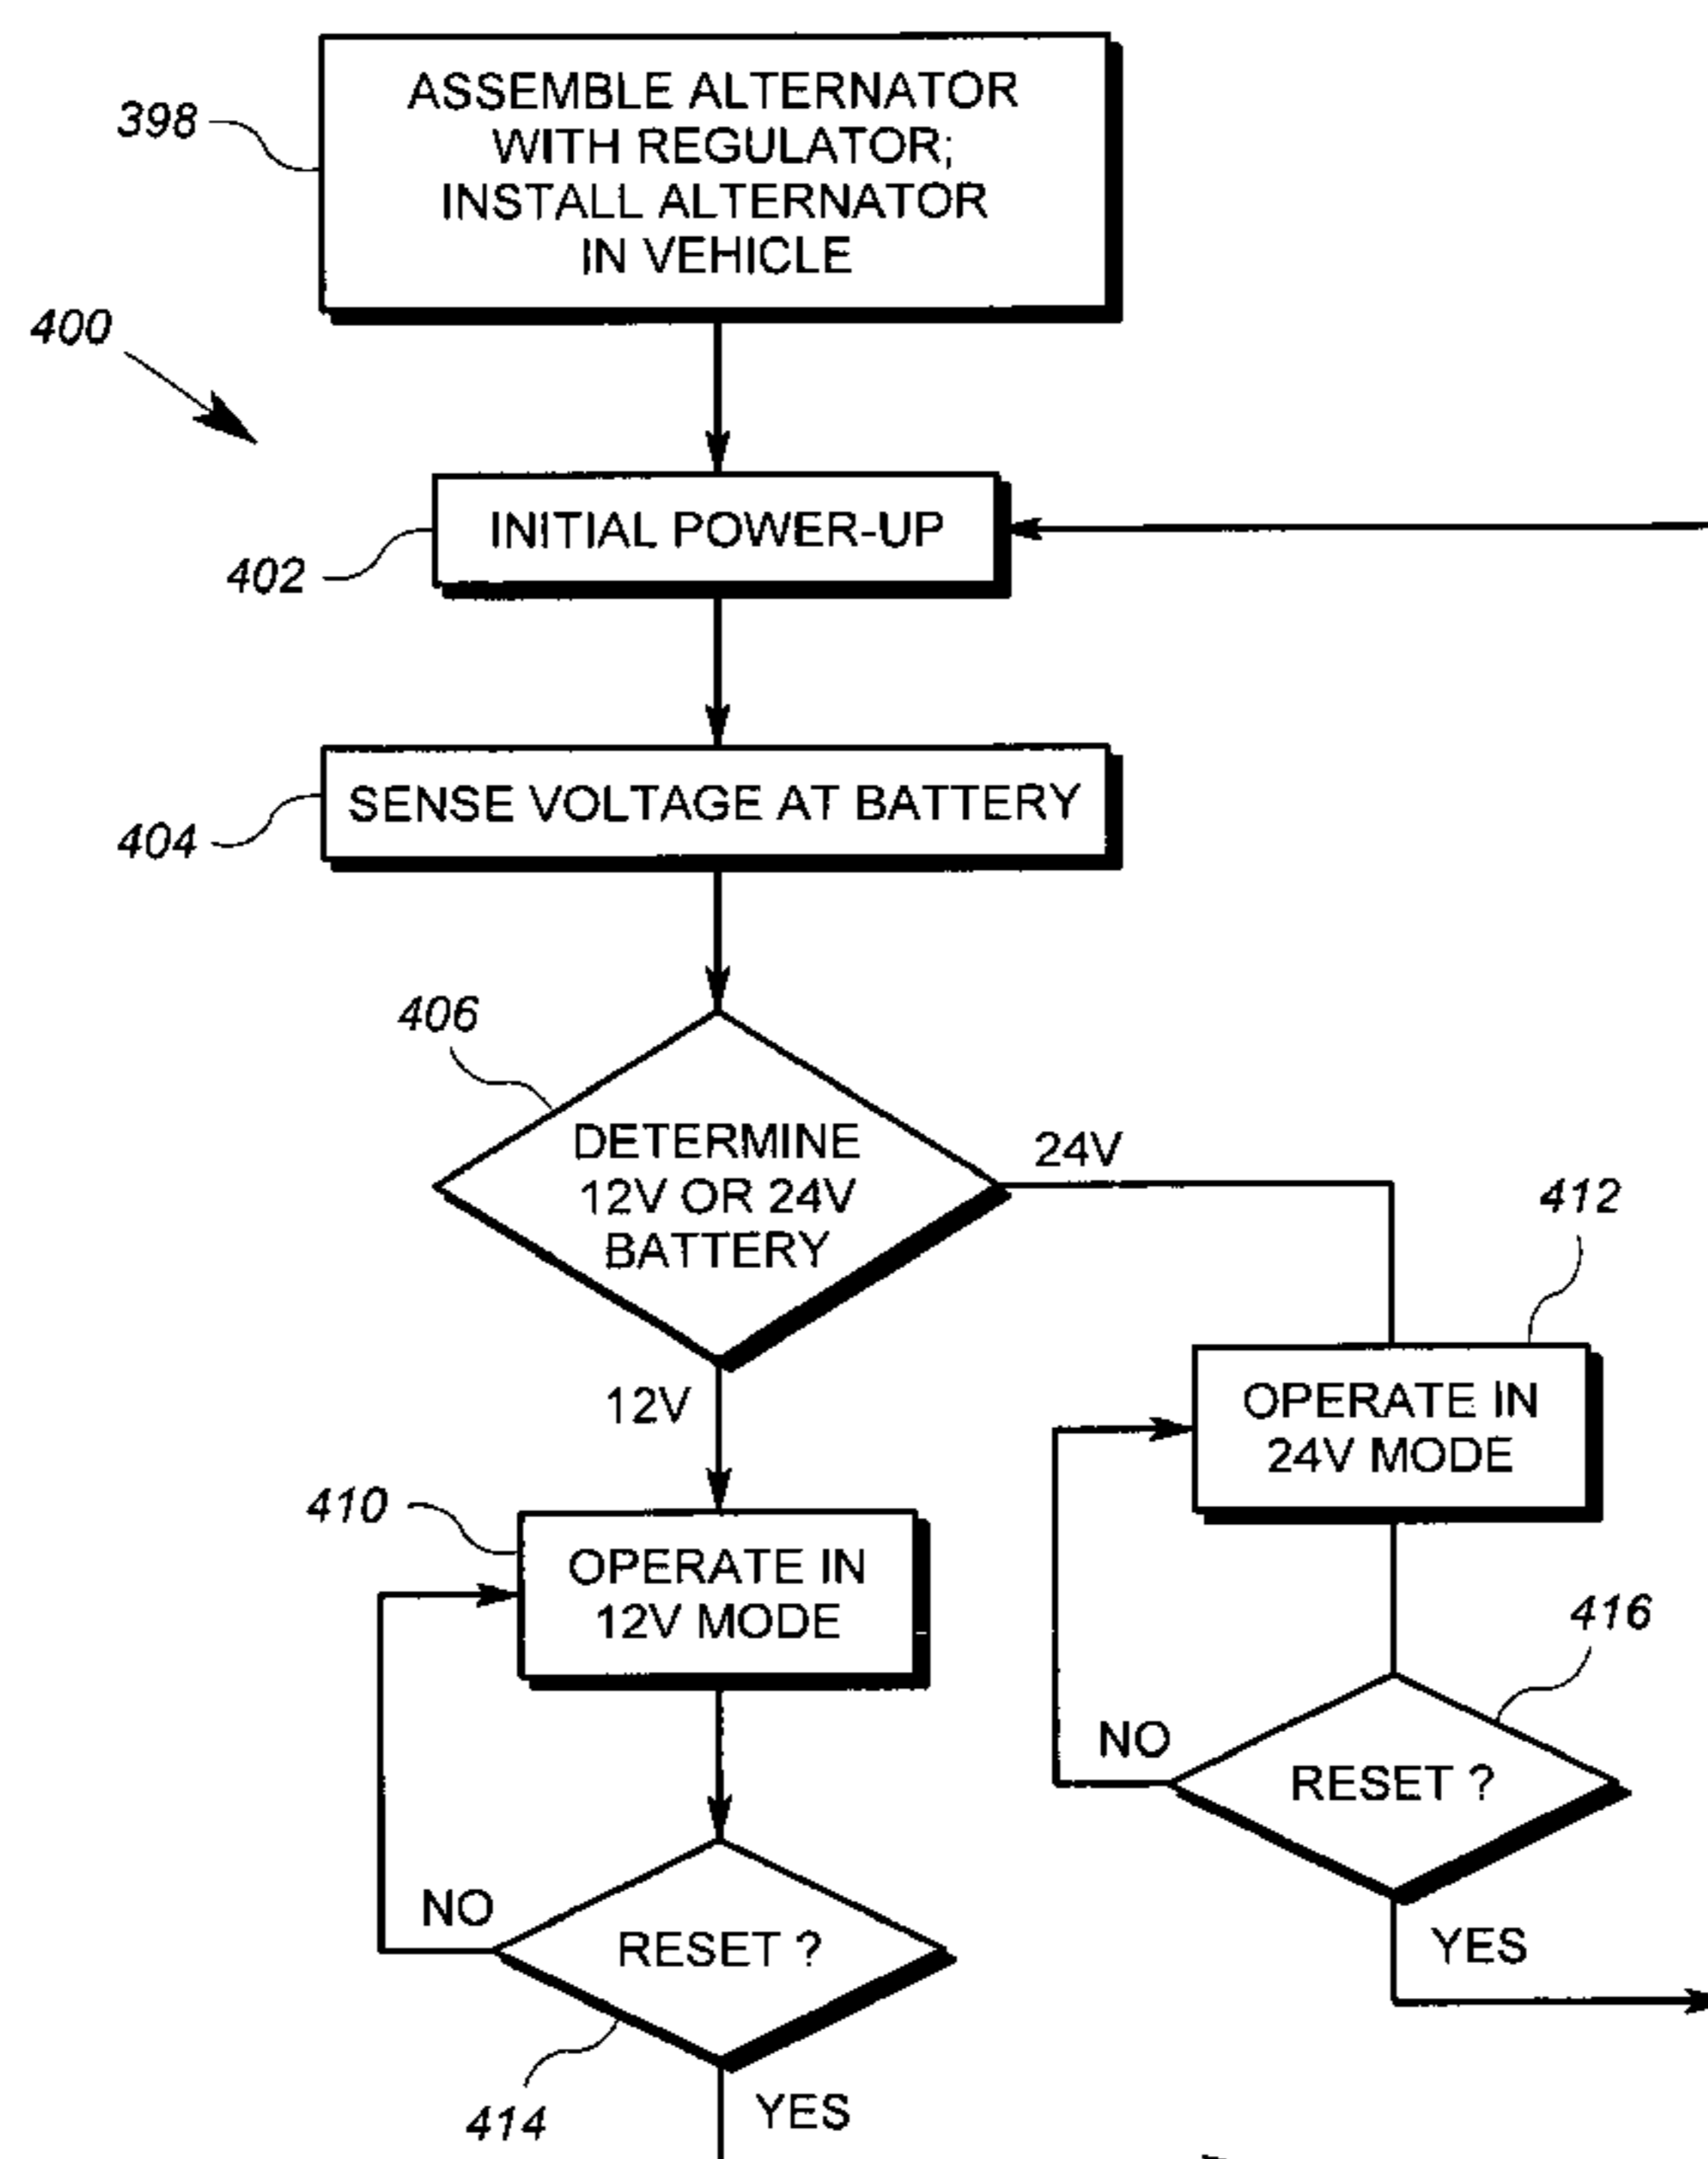 398
ASSEMBLE ALTERNATOR
WITH REGULATOR;
INSTALL ALTERNATOR
IN VEHICLE
400
INITIAL POWER-UP
402
SENSE VOLTAGE AT BATTERY
404
406
DETERMINE
12V OR 24V
BATTERY
24V
412
12V
OPERATE IN
24V MODE
410
OPERATE IN
12V MODE
416
NO
RESET ?
NO
RESET ?
YES
414
YES